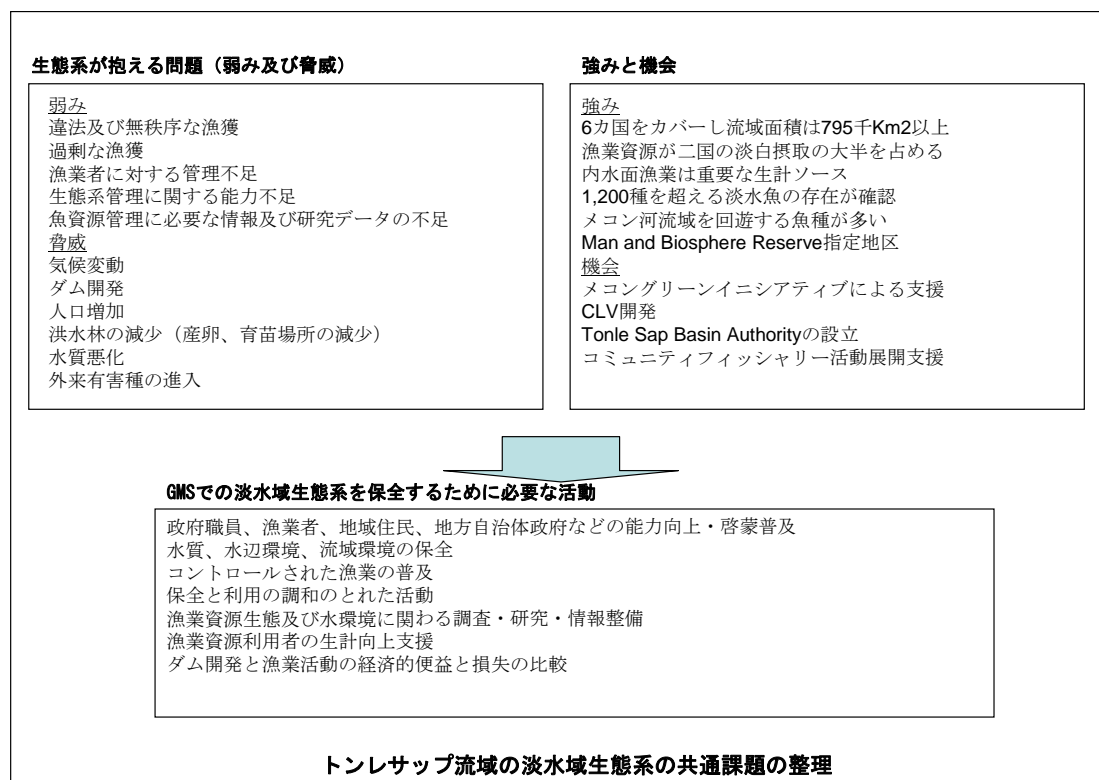 生態系が抱える問題（弱み及び脅威）
弱み
違法及び無秩序な漁獲
過剰な漁獲
漁業者に対する管理不足
生態系管理に関する能力不足
魚資源管理に必要な情報及び研究データの不足
脅威
気候変動
ダム開発
人口増加
洪水林の減少（産卵、育苗場所の減少）
水質悪化
外来有害種の進入
強みと機会
強み
6カ国をカバーし流域面積は795千Km2以上
漁業資源が二国の淡白摂取の大半を占める
内水面漁業は重要な生計ソース
1,200種を超える淡水魚の存在が確認
メコン河流域を回遊する魚種が多い
Man and Biosphere Reserve指定地区
機会
メコングリーンイニシアティブによる支援
CLV開発
Tonle Sap Basin Authorityの設立
コミュニティフィッシャリー活動展開支援
GMSでの淡水域生態系を保全するために必要な活動
政府職員、漁業者、地域住民、地方自治体政府などの能力向上・啓蒙普及
水質、水辺環境、流域環境の保全
コントロールされた漁業の普及
保全と利用の調和のとれた活動
漁業資源生態及び水環境に関わる調査・研究・情報整備
漁業資源利用者の生計向上支援
ダム開発と漁業活動の経済的便益と損失の比較
トンレサップ流域の淡水域生態系の共通課題の整理